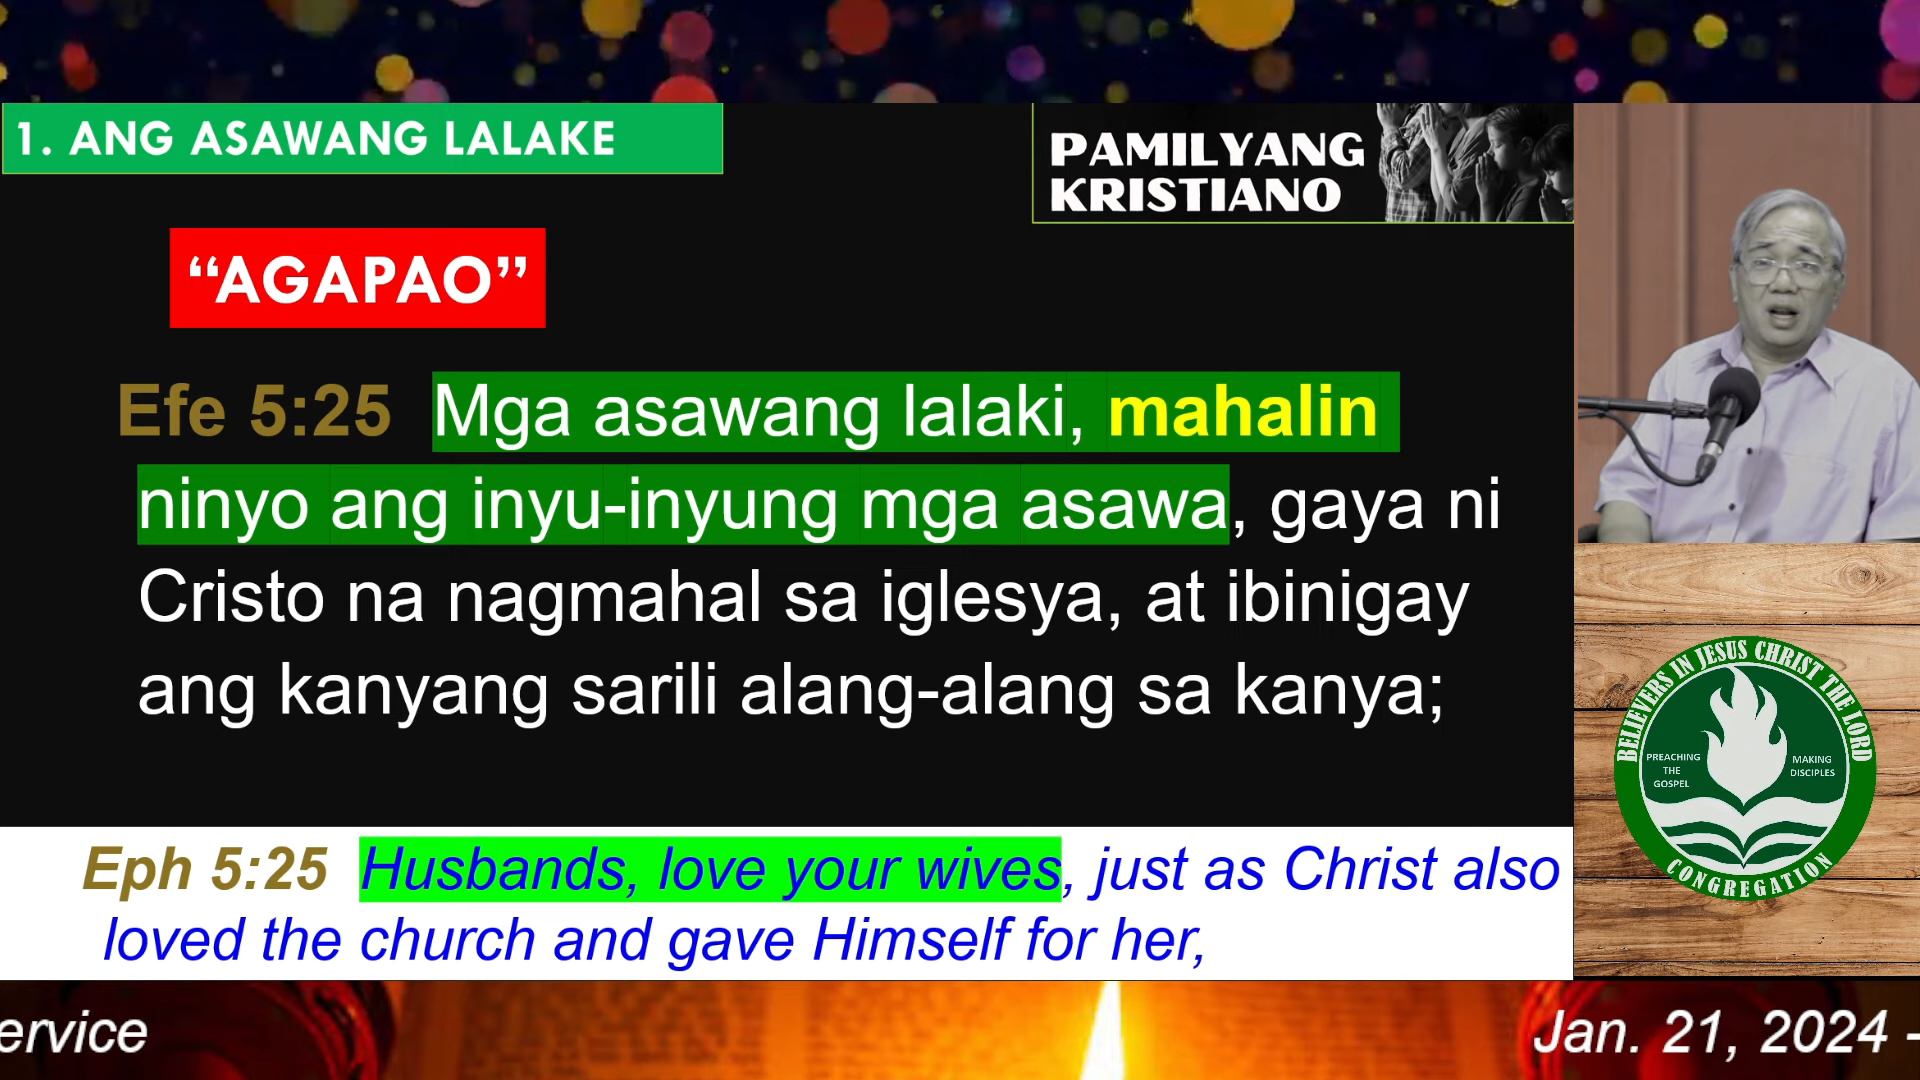 1. ANG ASAWANG LALAKE
PAMILYANG
KRISTIANO
“AGAPAO”
Efe 5:25 Mga asawang lalaki, mahalin
ninyo ang inyu-inyung mga asawa, gaya ni
Cristo na nagmahal sa iglesya, at ibinigay
ang kanyang sarili alang-alang sa kanya;
Eph 5:25 Husbands, love your wives, just as Christ also
loved the church and gave Himself for her,
BELIEVERS IN JESUS CHRIST THE LORD
PREACHING
THE
GOSPEL
MAKING
DISCIPLES
CONGREGATION
ervice
Jan. 21, 2024 -